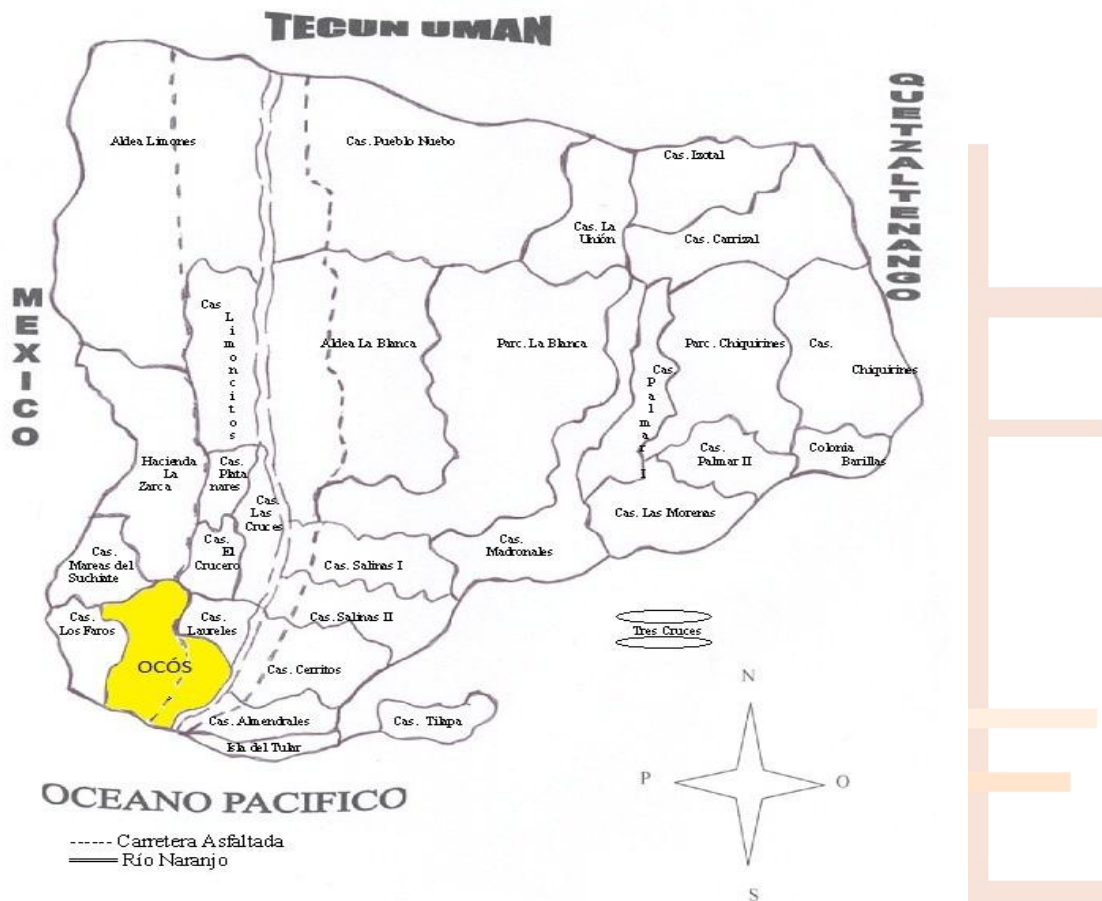 TECUN UMAN
QUETZALTENANGO
MEXICO
Aldea Limones
Cas. Pueblo Nuebo
Cas. Izotal
Cas. La
Unión
Cas. Carrizal
Cas
Limoncitos
Aldea La Blanca
Parc. La Blanca
Cas.
Palmar I
Parc. Chiquirines
Cas.
Chiquirines
Hacienda
La
Zarca
Cas.
Plata
nares
Cas.
Las
Cruces
Cas.
Palmar II
Colonia
Barillas
Cas. Las Morenas
Cas.
Mareas del
Suchiate
Cas.
El
Crucero
Cas. Salinas I
Cas.
Madronales
Cas.
Los Faros
Cas.
Laureles
Cas. Salinas II
Tres Cruces
OCÓS
Cas. Cerritos
Cas. Almendrales
Cas. Tilapa
Isla del Tular
N
P
O
S
OCEANO PACIFICO
Carretera Asfaltada
Río Naranjo